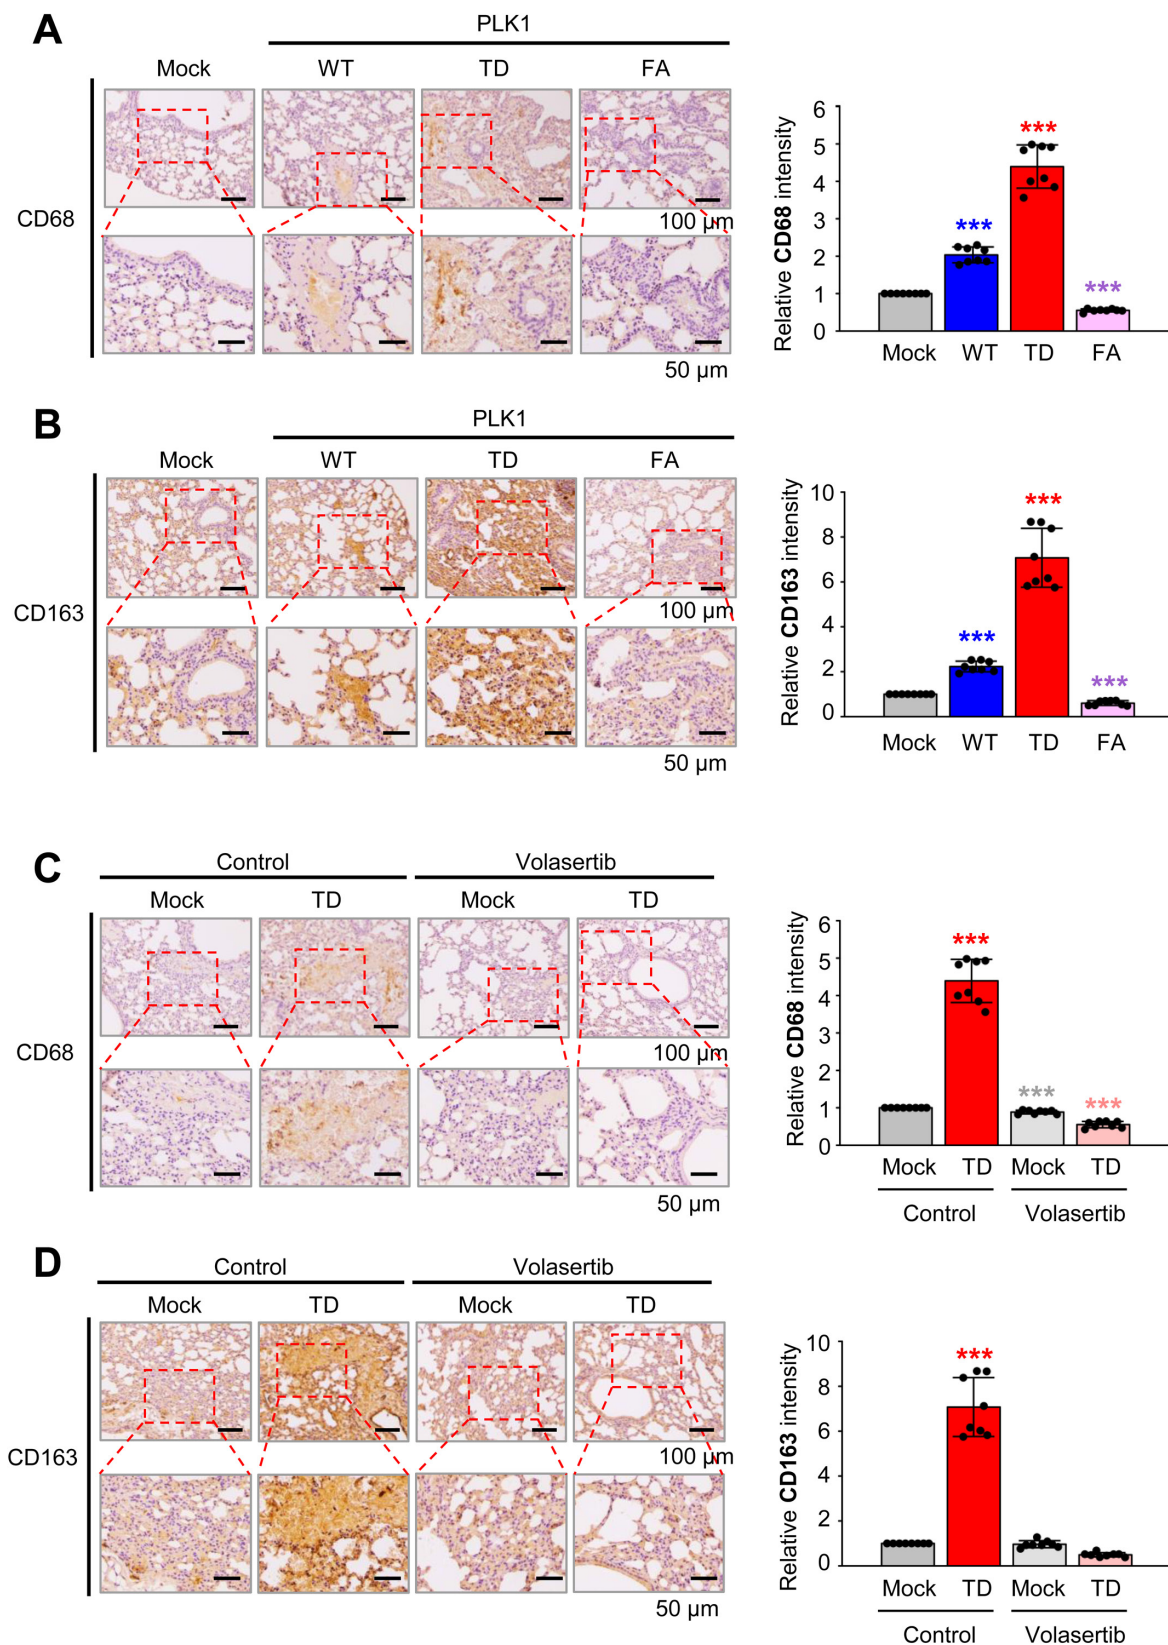 A
PLK1
Mock WT TD FA
CD68
100 µm
50 µm
Relative CD68 intensity
6
5
4
3
2
1
0
***
***
***
Mock WT TD FA
B
PLK1
Mock WT TD FA
CD163
100 µm
50 µm
Relative CD163 intensity
10
8
6
4
2
0
***
***
***
Mock WT TD FA
C
Control Volasertib
Mock TD Mock TD
CD68
100 µm
50 µm
Relative CD68 intensity
6
5
4
3
2
1
0
***
***
***
Mock TD Mock TD
Control Volasertib
D
Control Volasertib
Mock TD Mock TD
CD163
100 µm
50 µm
Relative CD163 intensity
10
8
6
4
2
0
***
Mock TD Mock TD
Control Volasertib